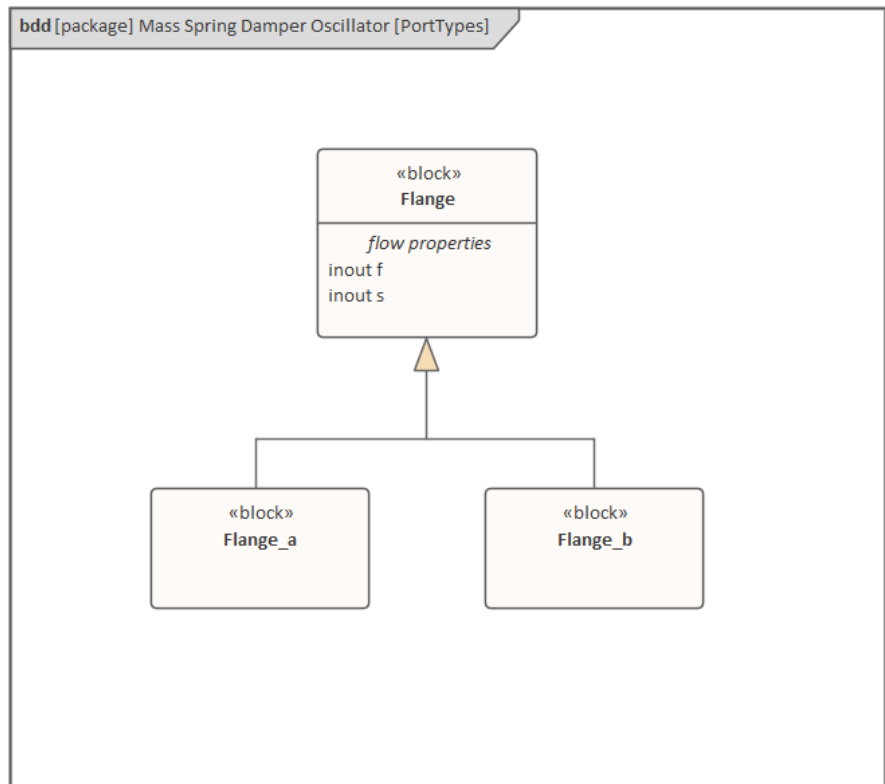 bdd [package] Mass Spring Damper Oscillator [PortTypes]
«block»
Flange
flow properties
inout f
inout s
«block»
Flange_a
«block»
Flange_b